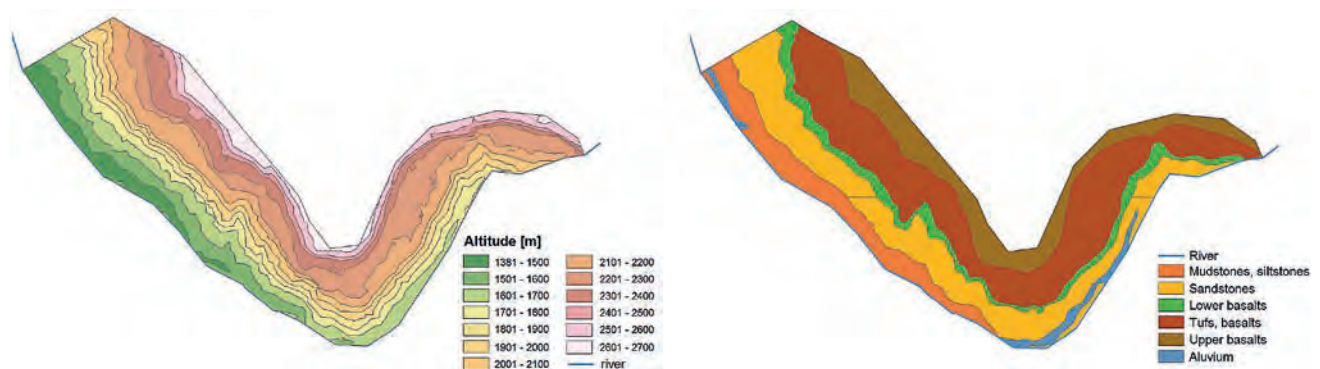 Altitude [m]
1381 - 1500
1501 - 1600
1601 - 1700
1701 - 1800
1801 - 1900
1901 - 2000
2001 - 2100
2101 - 2200
2201 - 2300
2301 - 2400
2401 - 2500
2501 - 2600
2601 - 2700
river
River
Mudstones, siltstones
Sandstones
Lower basalts
Tufs, basalts
Upper basalts
Aluvium